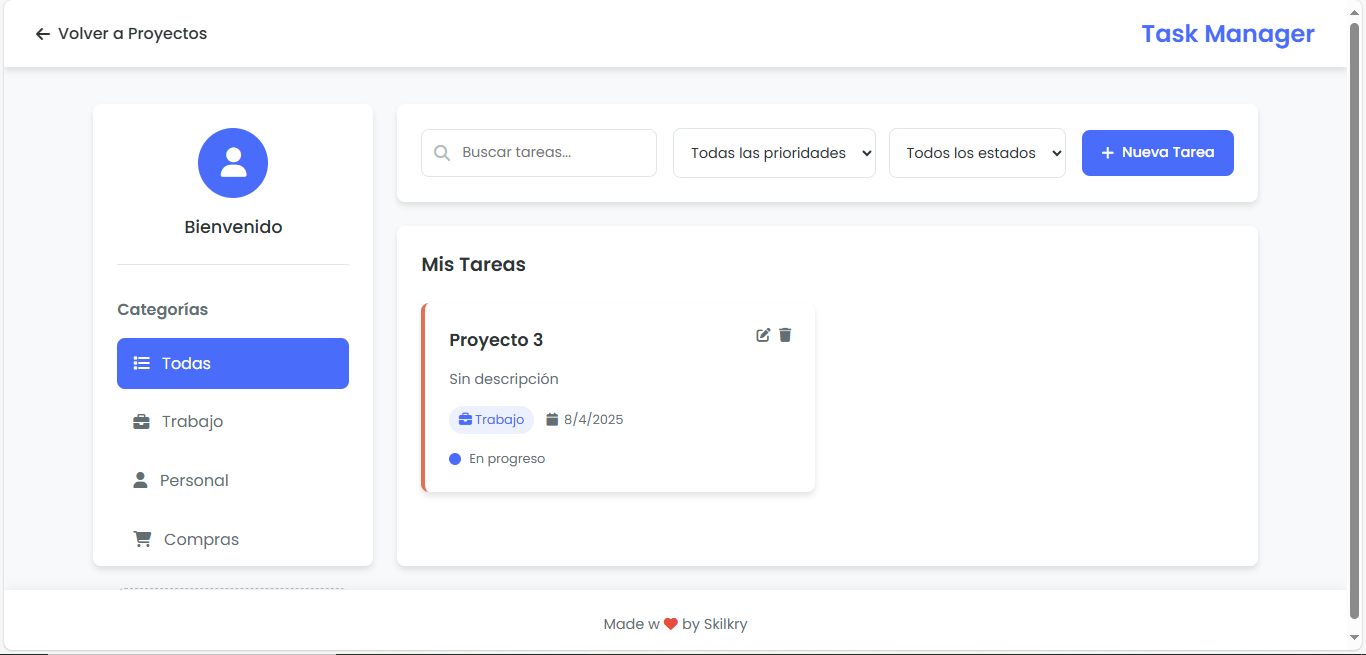 Volver a Proyectos
Task Manager
Bienvenido
Categorías
Todas
Trabajo
Personal
Compras
Buscar tareas...
Todas las prioridades
Todos los estados
+ Nueva Tarea
Mis Tareas
Proyecto 3
Sin descripción
Trabajo 8/4/2025
En progreso
Made w ❤ by Skilkry